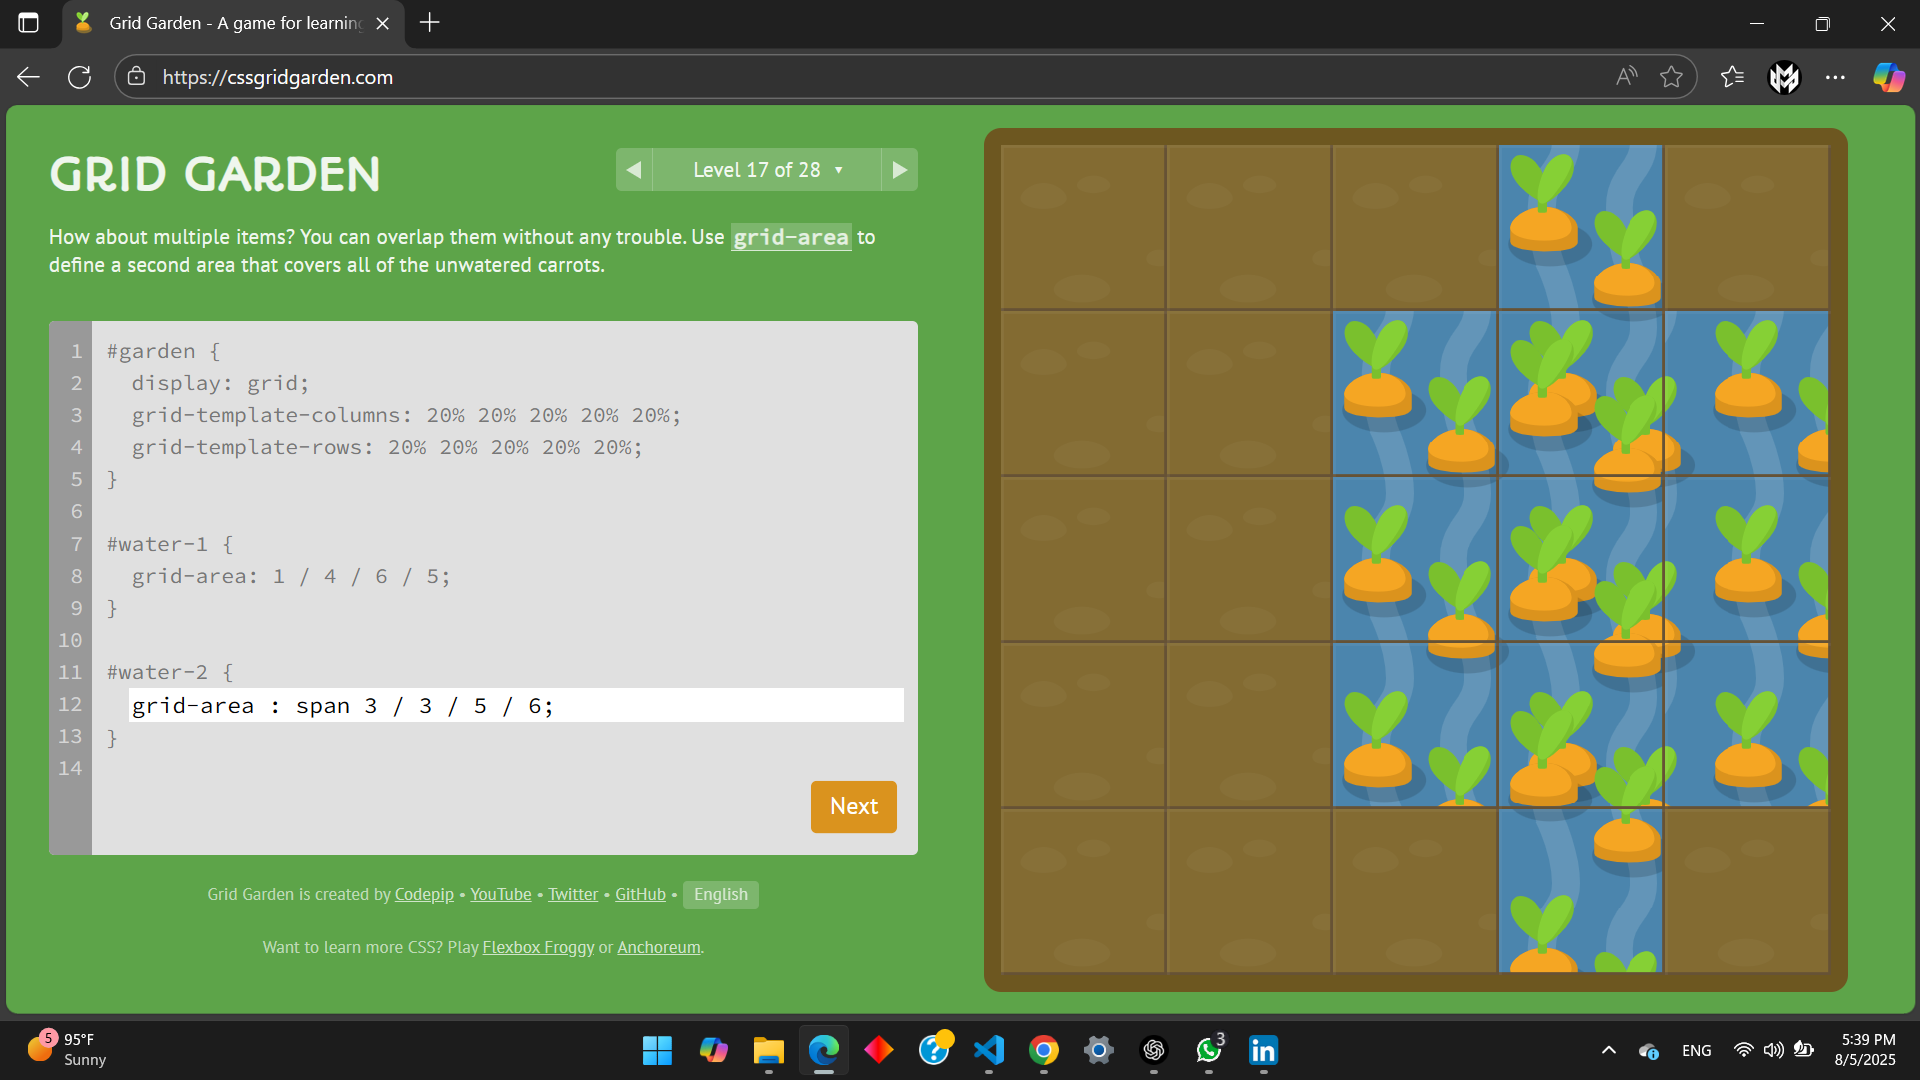 Grid Garden - A game for learning
https://cssgridgarden.com
GRID GARDEN
Level 17 of 28 ▼
How about multiple items? You can overlap them without any trouble. Use grid-area to
define a second area that covers all of the unwatered carrots.
1 #garden {
2 display: grid;
3 grid-template-columns: 20% 20% 20% 20% 20%;
4 grid-template-rows: 20% 20% 20% 20% 20%;
5 }
6
7 #water-1 {
8 grid-area: 1 / 4 / 6 / 5;
9 }
10
11 #water-2 {
12 grid-area : span 3 / 3 / 5 / 6;
13 }
14
Next
Grid Garden is created by Codepip • YouTube • Twitter • GitHub • English
Want to learn more CSS? Play Flexbox Froggy or Anchoreum.
5
95°F
Sunny
3
ENG
5:39 PM
8/5/2025